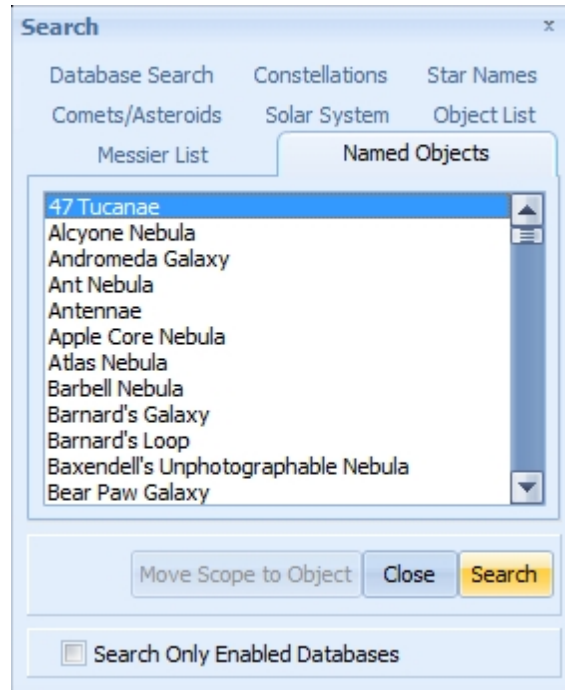 Search x
Database Search Constellations Star Names
Comets/Asteroids Solar System Object List
Messier List Named Objects
47 Tucanae
Alcyone Nebula
Andromeda Galaxy
Ant Nebula
Antennae
Apple Core Nebula
Atlas Nebula
Barbell Nebula
Barnard's Galaxy
Barnard's Loop
Baxendell's Unphotographable Nebula
Bear Paw Galaxy
Move Scope to Object Close Search
Search Only Enabled Databases